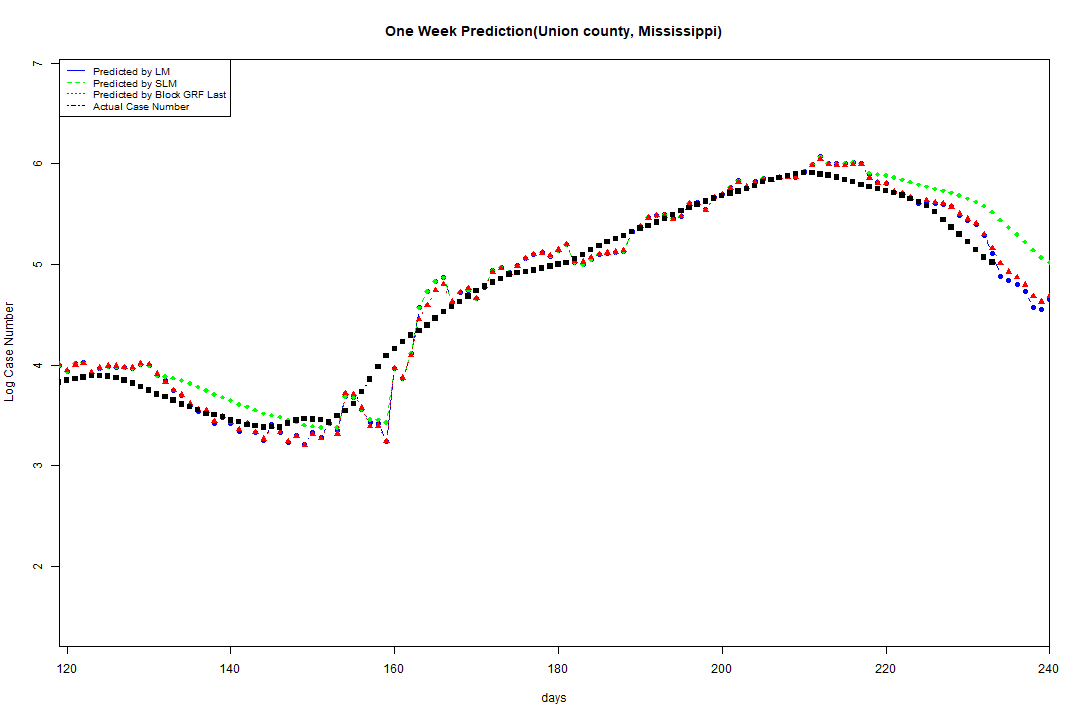 One Week Prediction(Union county, Mississippi)
Predicted by LM
Predicted by SLM
Predicted by Block GRF Last
Actual Case Number
7
6
5
4
3
2
Log Case Number
120 140 160 180 200 220 240
days